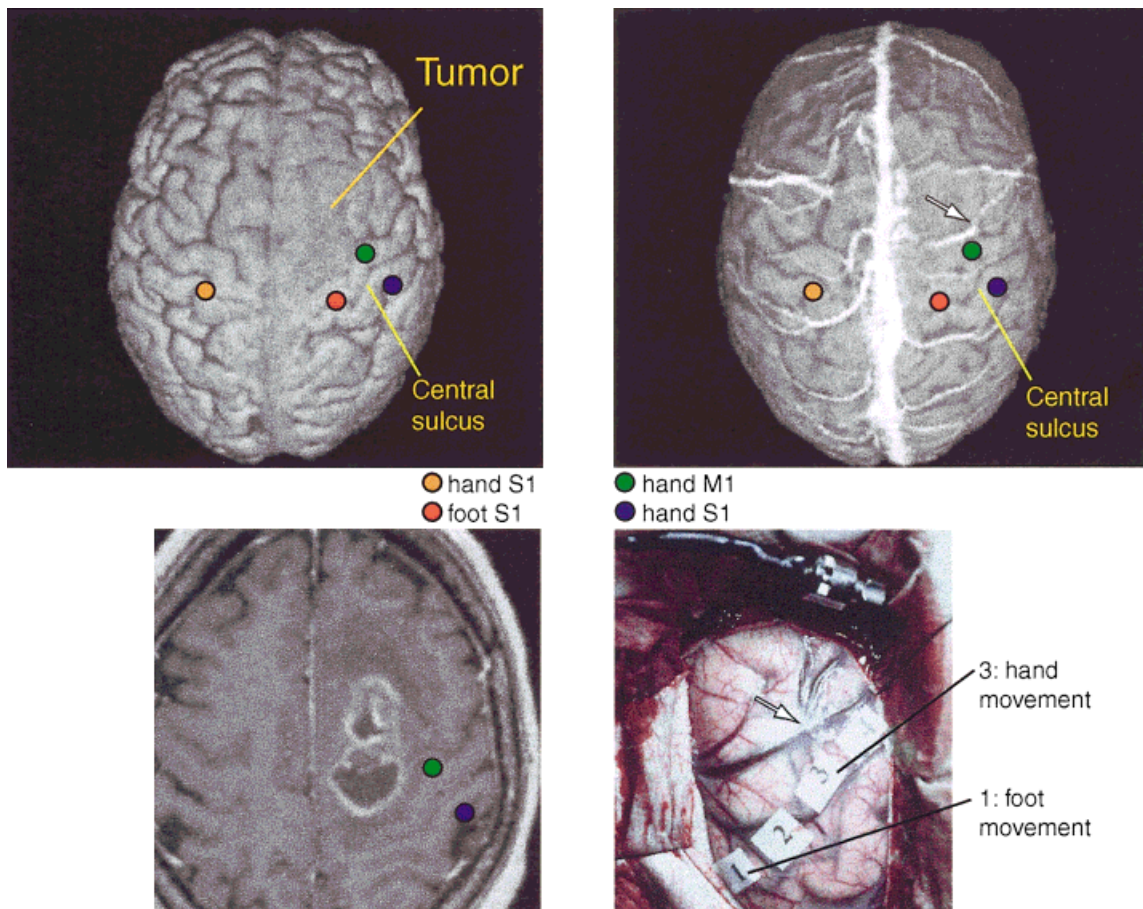 Tumor
Central
sulcus
Central
sulcus
hand S1
foot S1
hand M1
hand S1
3: hand
movement
1: foot
movement
3
2
1